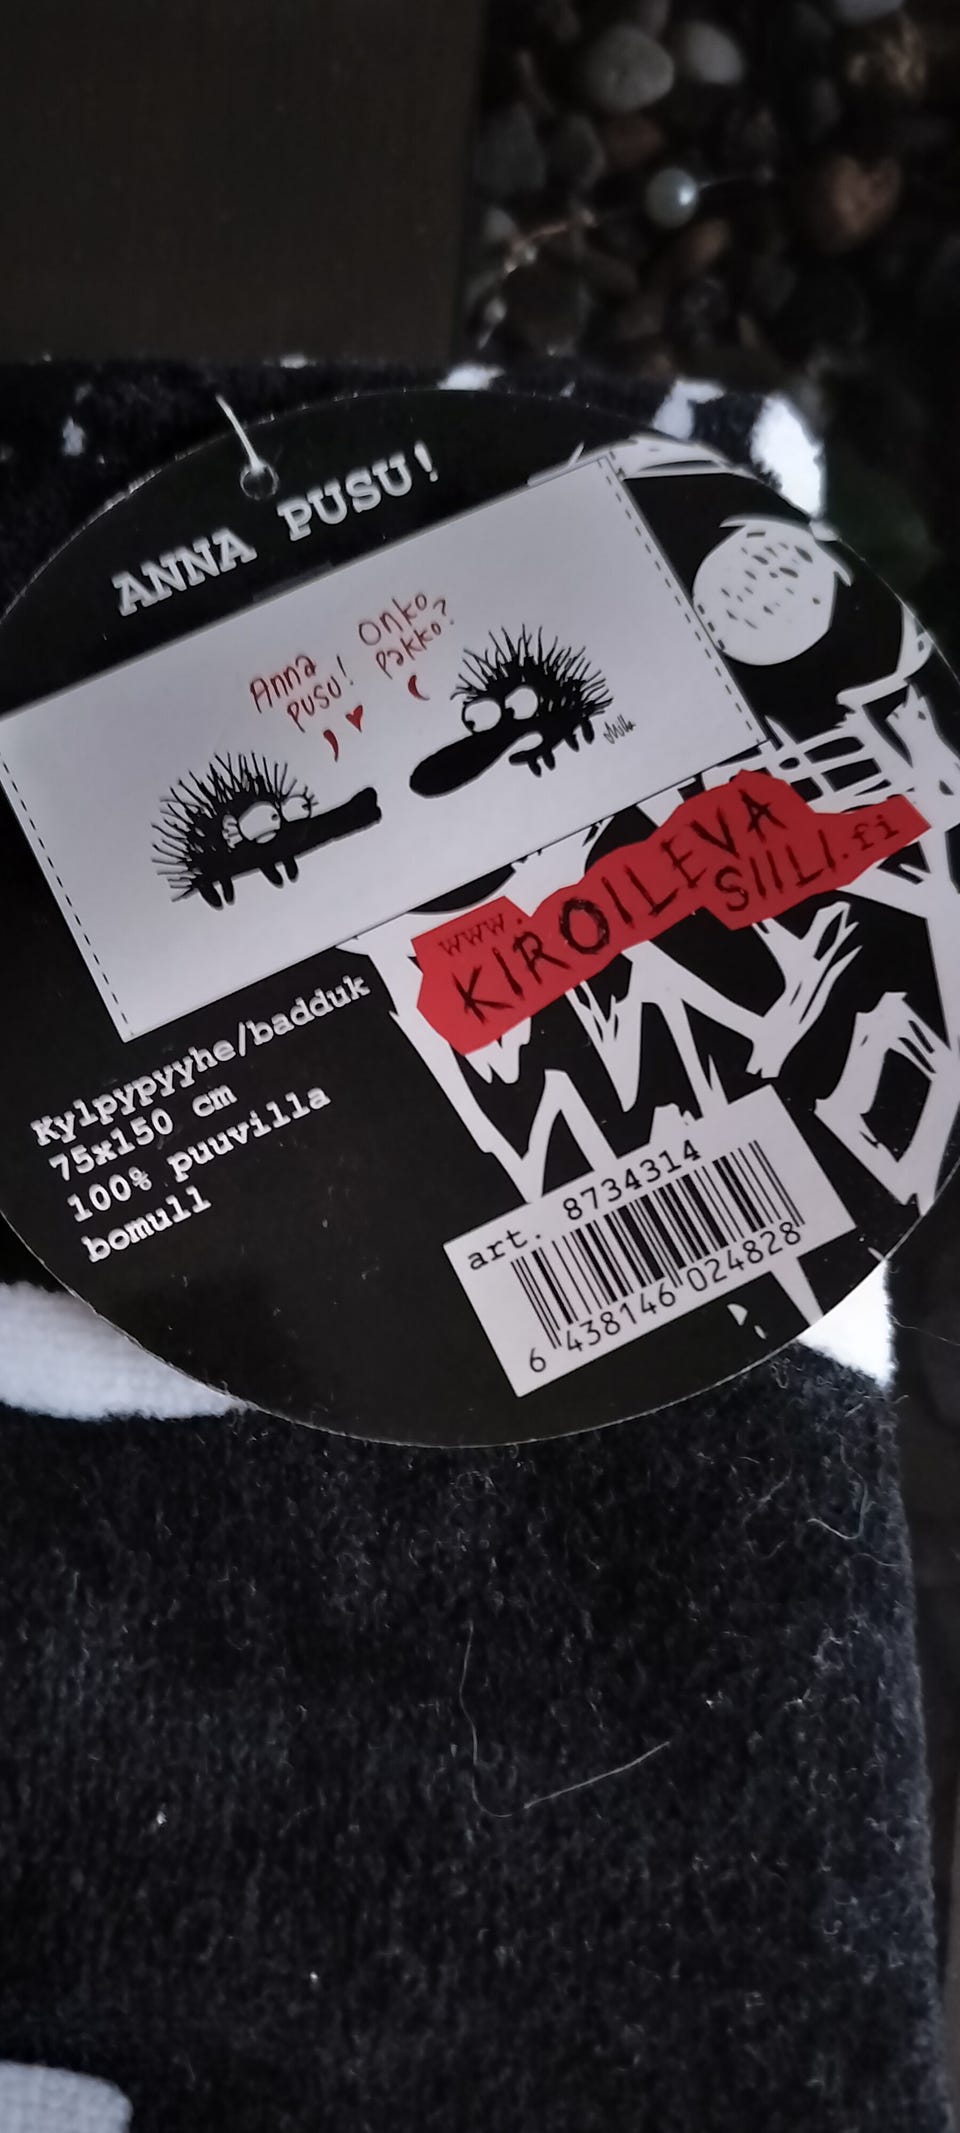 ANNA PUSU!
Anna
PUSU!
Onko
Pakko?
Milla
www.
KIROILEVA
SIILI.fi
Kylpypyyhe/badduk
75x150 cm
100% puuvilla
bomull
art. 8734314
6 438146 024828